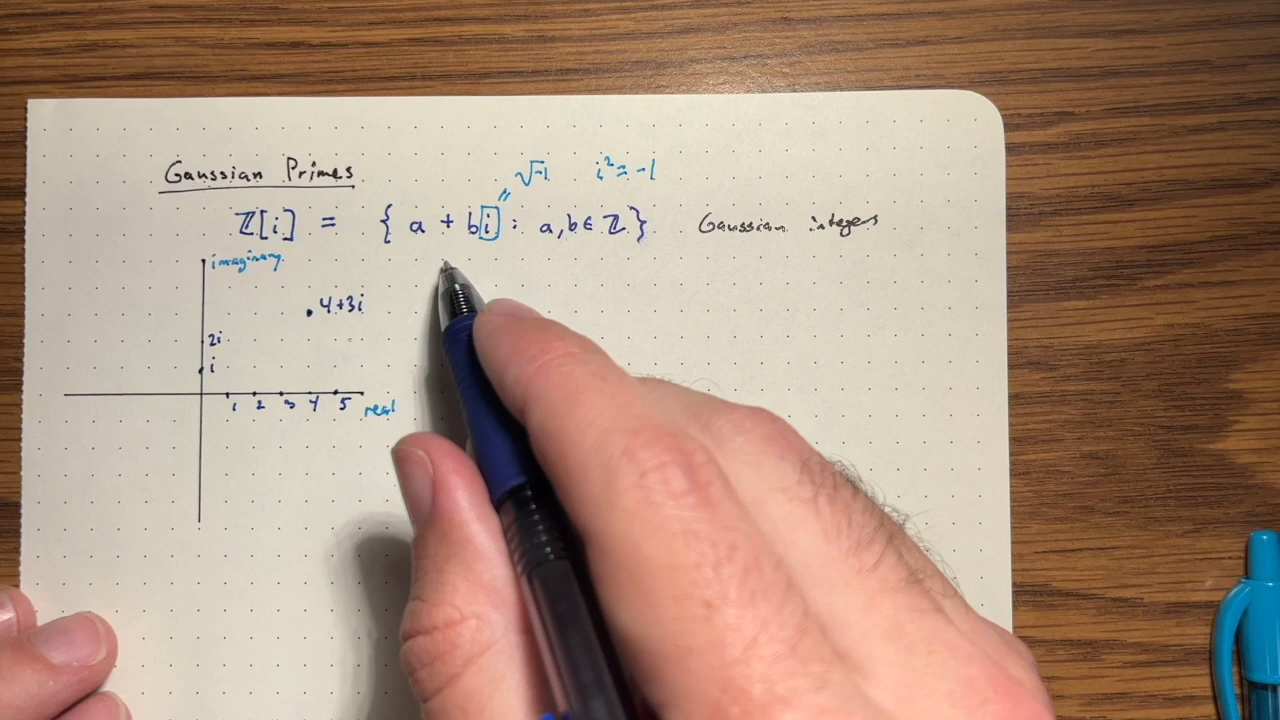 Gaussian Primes
√-1 i² = -1
ℤ[i] = { a + bi : a,b ∈ ℤ } Gaussian integers
imaginary
4+3i
2i
i
1 2 3 4 5 real